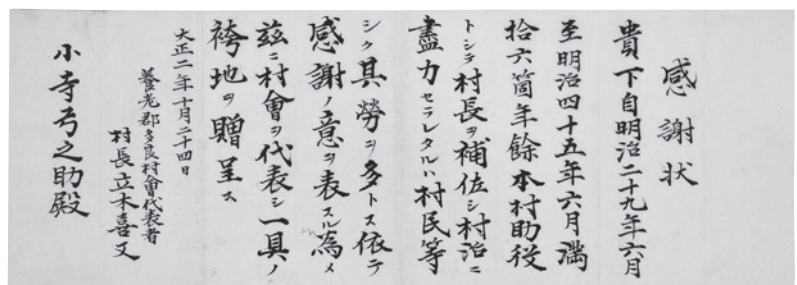 感謝状
貴下自明治二十九年六月
至明治四十五年六月満
拾六箇年餘本村助役
トシテ村長ヲ補佐シ村治ニ
盡力セラレタルハ村民等
シク其勞ヲ多トス依テ
感謝ノ意ヲ表スル為メ
茲ニ村會ヲ代表シ一具ノ
袴地ヲ贈呈ス
大正二年十月二十四日
養老郡多良村會代表者
村長立木喜又
小寺弓之助殿